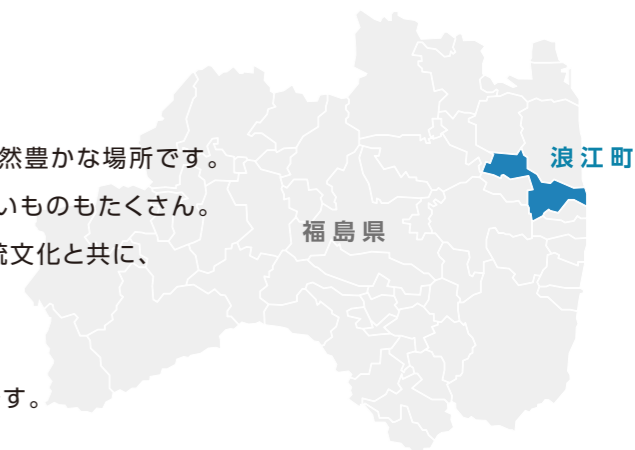 然豊かな場所です。
いものもたくさん。
統文化と共に、
す。
浪江町
福島県